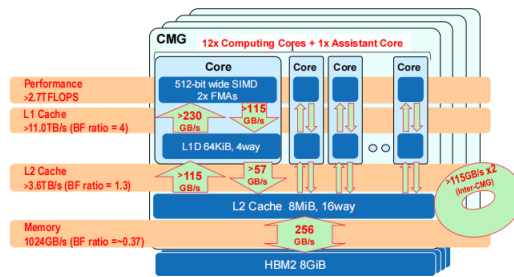 CMG
12x Computing Cores + 1x Assistant Core
Core
Core
Core
Core
Performance
>2.7TFLOPS
512-bit wide SIMD
2x FMAs
L1 Cache
>11.0TB/s (BF ratio = 4)
>230
GB/s
>115
GB/s
L1D 64KiB, 4way
L2 Cache
>3.6TB/s (BF ratio = 1.3)
>115
GB/s
>57
GB/s
>115GB/s x2
(Inter-CMG)
L2 Cache 8MiB, 16way
Memory
1024GB/s (BF ratio =~0.37)
256
GB/s
HBM2 8GiB